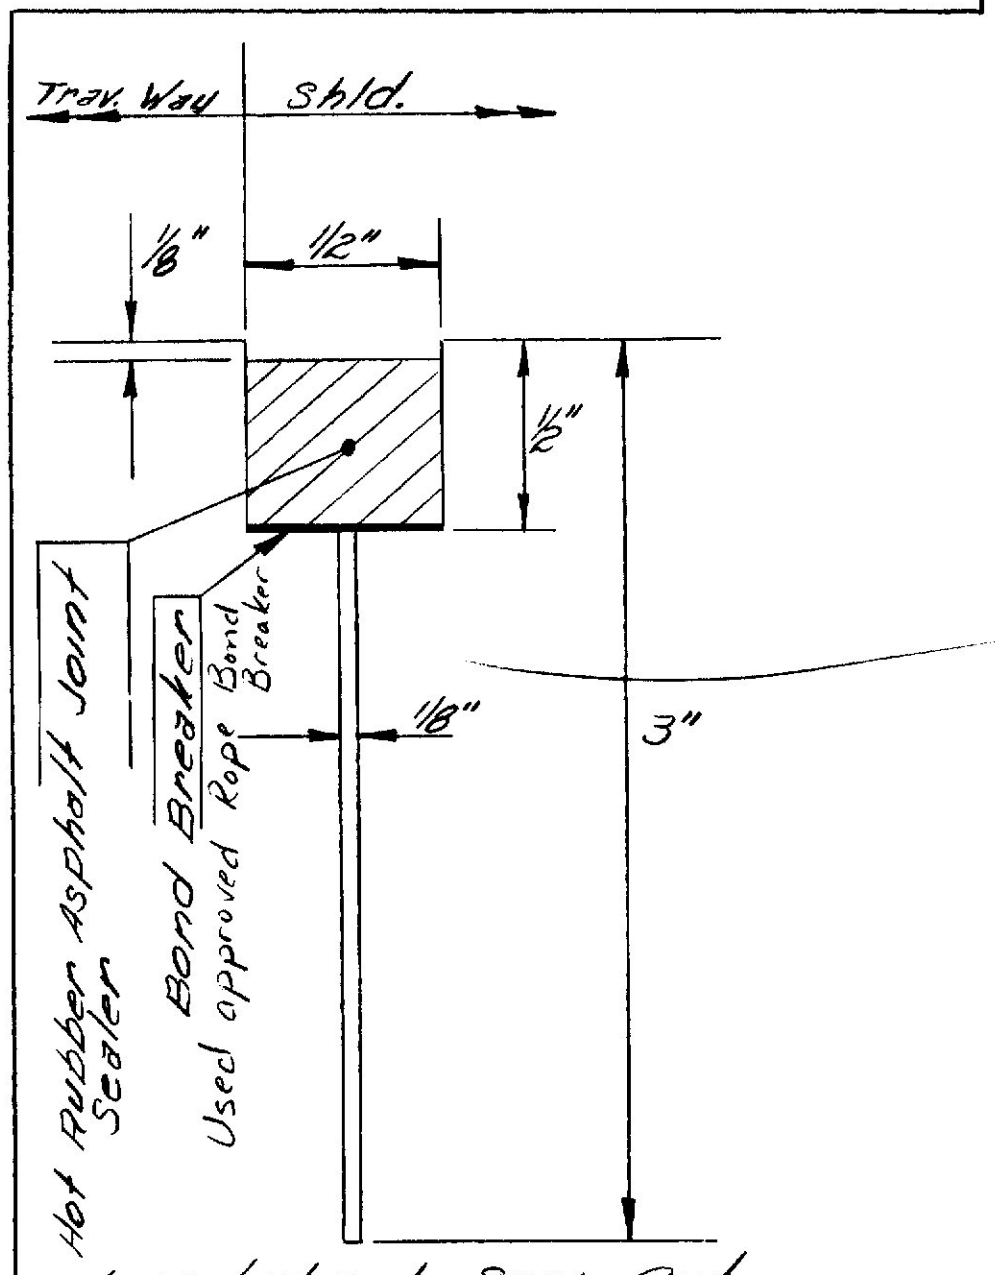 Trav. Way
Shld.
1/8"
1/2"
1/2"
3"
1/8"
Hot Rubber Asphalt Joint
Sealer
Bond Breaker
Used approved Rope Bond
Breaker